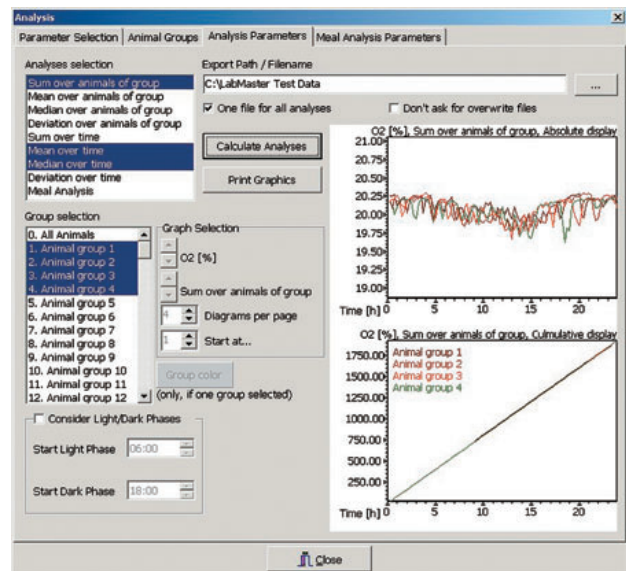 Analysis
Parameter Selection
Animal Groups
Analysis Parameters
Meal Analysis Parameters
Analyses selection
Sum over animals of group
Mean over animals of group
Median over animals of group
Deviation over animals of group
Sum over time
Mean over time
Median over time
Deviation over time
Meal Analysis
Export Path / Filename
C:\LabMaster Test Data
...
One file for all analyses
Don't ask for overwrite files
Calculate Analyses
Print Graphics
Group selection
0. All Animals
1. Animal group 1
2. Animal group 2
3. Animal group 3
4. Animal group 4
5. Animal group 5
6. Animal group 6
7. Animal group 7
8. Animal group 8
9. Animal group 9
10. Animal group 10
11. Animal group 11
12. Animal group 12
Graph Selection
O2 [%]
Sum over animals of group
4 Diagrams per page
1 Start at...
Group color
(only, if one group selected)
Consider Light/Dark Phases
Start Light Phase 06:00
Start Dark Phase 18:00
O2 [%], Sum over animals of group, Absolute display
21.00
20.75
20.50
20.25
20.00
19.75
19.50
19.25
19.00
Time [h] 0 5 10 15 20
O2 [%], Sum over animals of group, Culmulative display
1750.00
1500.00
1250.00
1000.00
750.00
500.00
250.00
Animal group 1
Animal group 2
Animal group 3
Animal group 4
Time [h] 0 5 10 15 20
Close